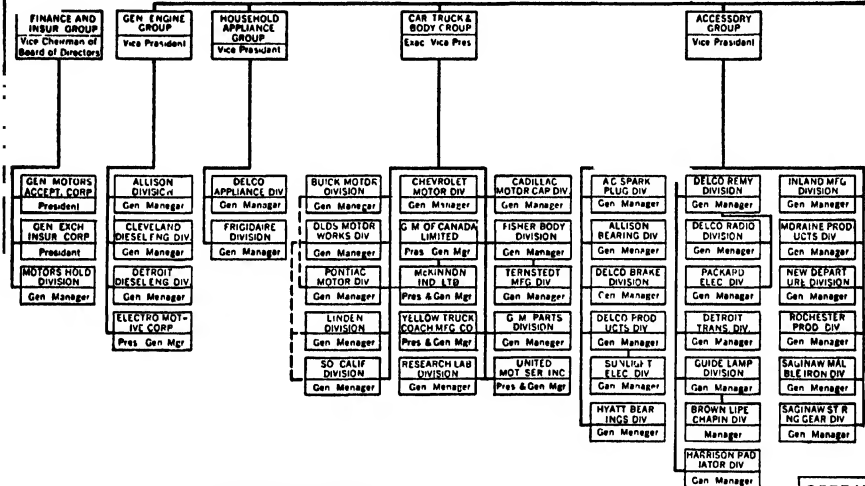 FINANCE AND
INSUR GROUP
Vice Chairman of
Board of Directors
GEN ENGINE
GROUP
Vice President
HOUSEHOLD
APPLIANCE
GROUP
Vice President
CAR TRUCK &
BODY GROUP
Exec Vice Pres
ACCESSORY
GROUP
Vice President
GEN MOTORS
ACCEPT. CORP
President
GEN EXCH
INSUR CORP
President
MOTORS HOLD
DIVISION
Gen Manager
ALLISON
DIVISION
Gen Manager
CLEVELAND
DIESEL ENG DIV.
Gen Manager
DETROIT
DIESEL ENG DIV.
Gen Manager
ELECTRO MOT-
IVE CORP
Pres Gen Mgr
DELCO
APPLIANCE DIV
Gen Manager
FRIGIDAIRE
DIVISION
Gen Manager
BUICK MOTOR
DIVISION
Gen Manager
OLDS MOTOR
WORKS DIV
Gen Manager
PONTIAC
MOTOR DIV
Gen Manager
LINDEN
DIVISION
Gen Manager
SO CALIF
DIVISION
Gen Manager
CHEVROLET
MOTOR DIV
Gen Manager
G M OF CANADA
LIMITED
Pres Gen Mgr
McKINNON
IND LTD
Pres & Gen Mgr
YELLOW TRUCK
COACH MFG CO
Pres & Gen Mgr
RESEARCH LAB
DIVISION
Gen Manager
CADILLAC
MOTOR CAP DIV.
Gen Manager
FISHER BODY
DIVISION
Gen Manager
TERNSTEDT
MFG DIV
Gen Manager
G M PARTS
DIVISION
Gen Manager
UNITED
MOT SER INC
Pres & Gen Mgr
AC SPARK
PLUG DIV
Gen Manager
ALLISON
BEARING DIV
Gen Manager
DELCO BRAKE
DIVISION
Gen Manager
DELCO PROD
UCTS DIV
Gen Manager
SUNLIGHT
ELEC DIV
Gen Manager
HYATT BEAR
INGS DIV
Gen Manager
DELCO REMY
DIVISION
Gen Manager
DELCO RADIO
DIVISION
Gen Manager
PACKARD
ELEC DIV
Gen Manager
DETROIT
TRANS. DIV.
Gen Manager
GUIDE LAMP
DIVISION
Gen Manager
BROWN LIPE
CHAPIN DIV
Manager
HARRISON RAD
IATOR DIV
Gen Manager
INLAND MFG
DIVISION
Gen Manager
MORAINE PROD
UCTS DIV
Gen Manager
NEW DEPART
URE DIVISION
Gen Manager
ROCHESTER
PROD DIV
Gen Manager
SAGINAW MAL
BLE IRON DIV
Gen Manager
SAGINAW ST R
NG GEAR DIV
Gen Manager